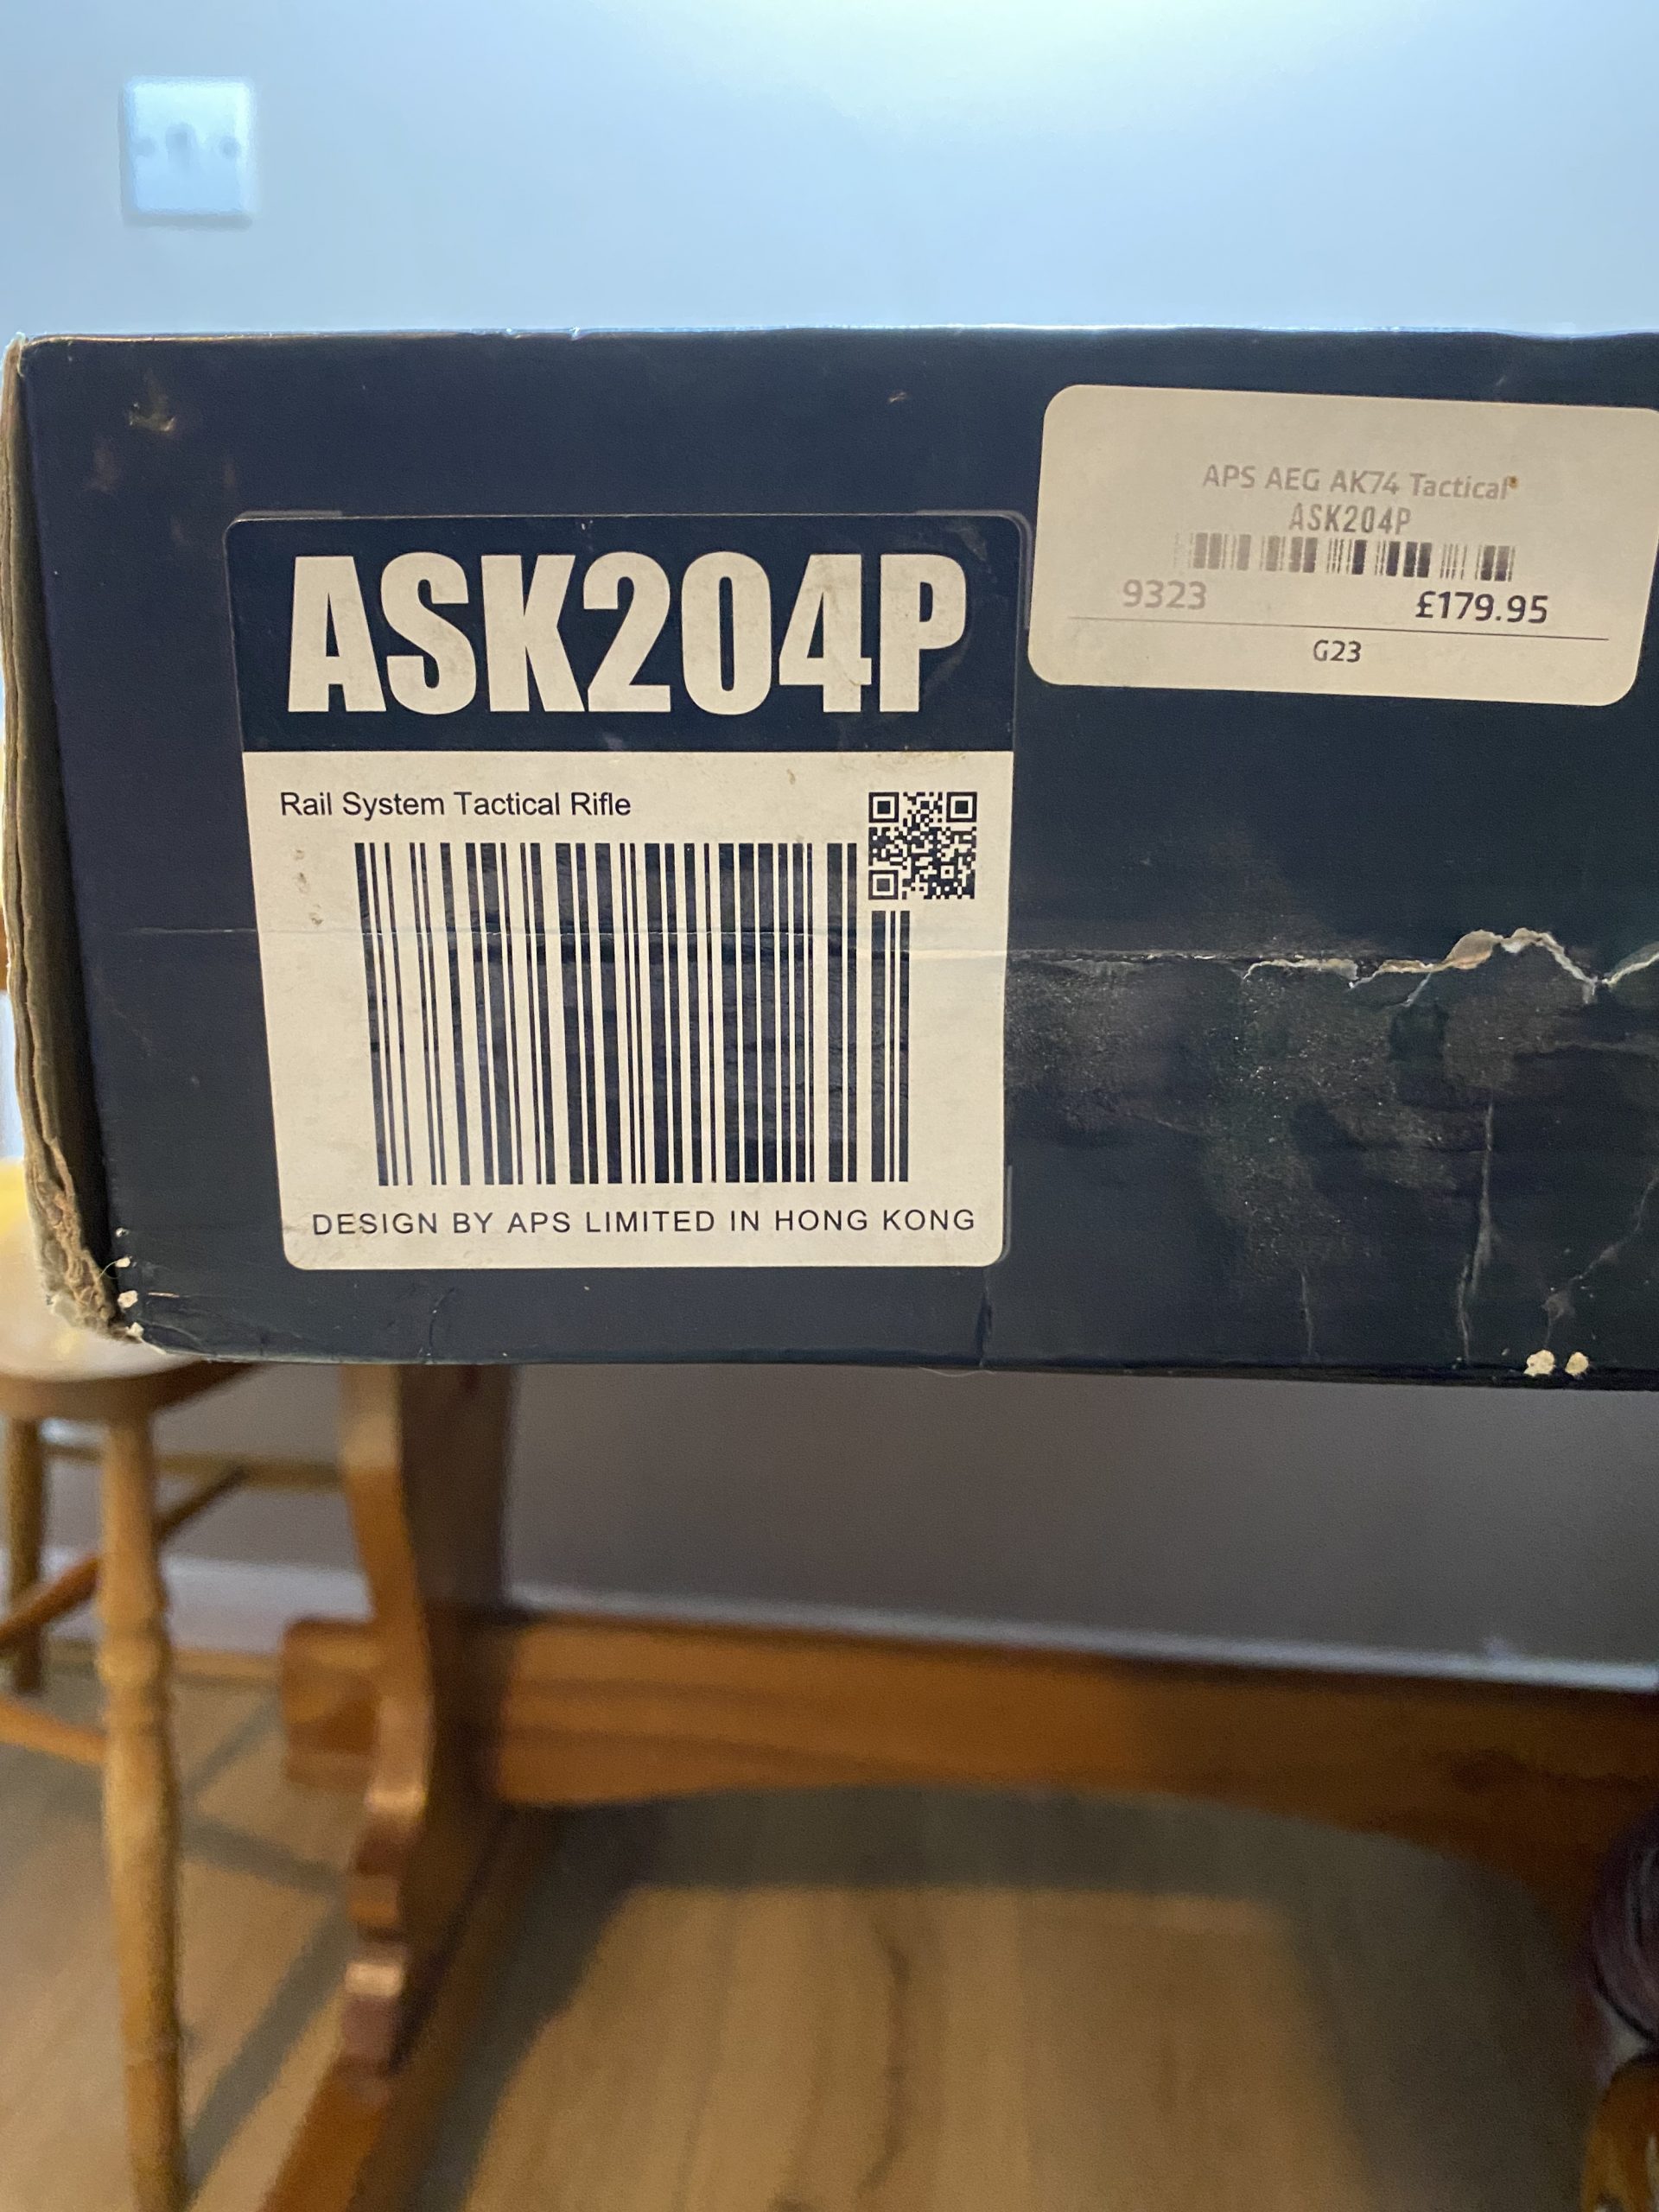 ASK204P
Rail System Tactical Rifle
DESIGN BY APS LIMITED IN HONG KONG
APS AEG AK74 Tactical
ASK204P
9323 £179.95
G23